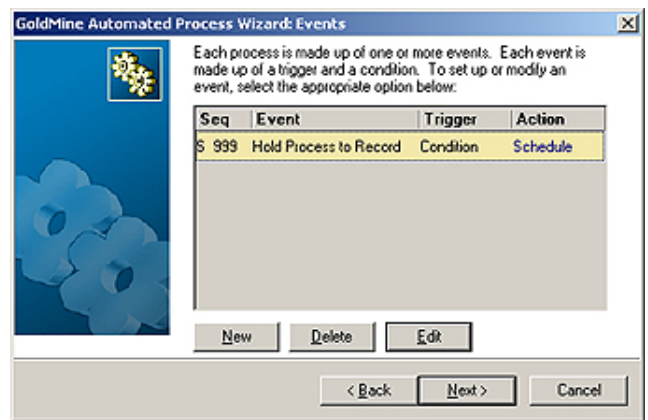 GoldMine Automated Process Wizard: Events
Each process is made up of one or more events. Each event is
made up of a trigger and a condition. To set up or modify an
event, select the appropriate option
below:
Seq Event Trigger Action
S 999 Hold Process to Record Condition Schedule
New Delete Edit
< Back Next > Cancel